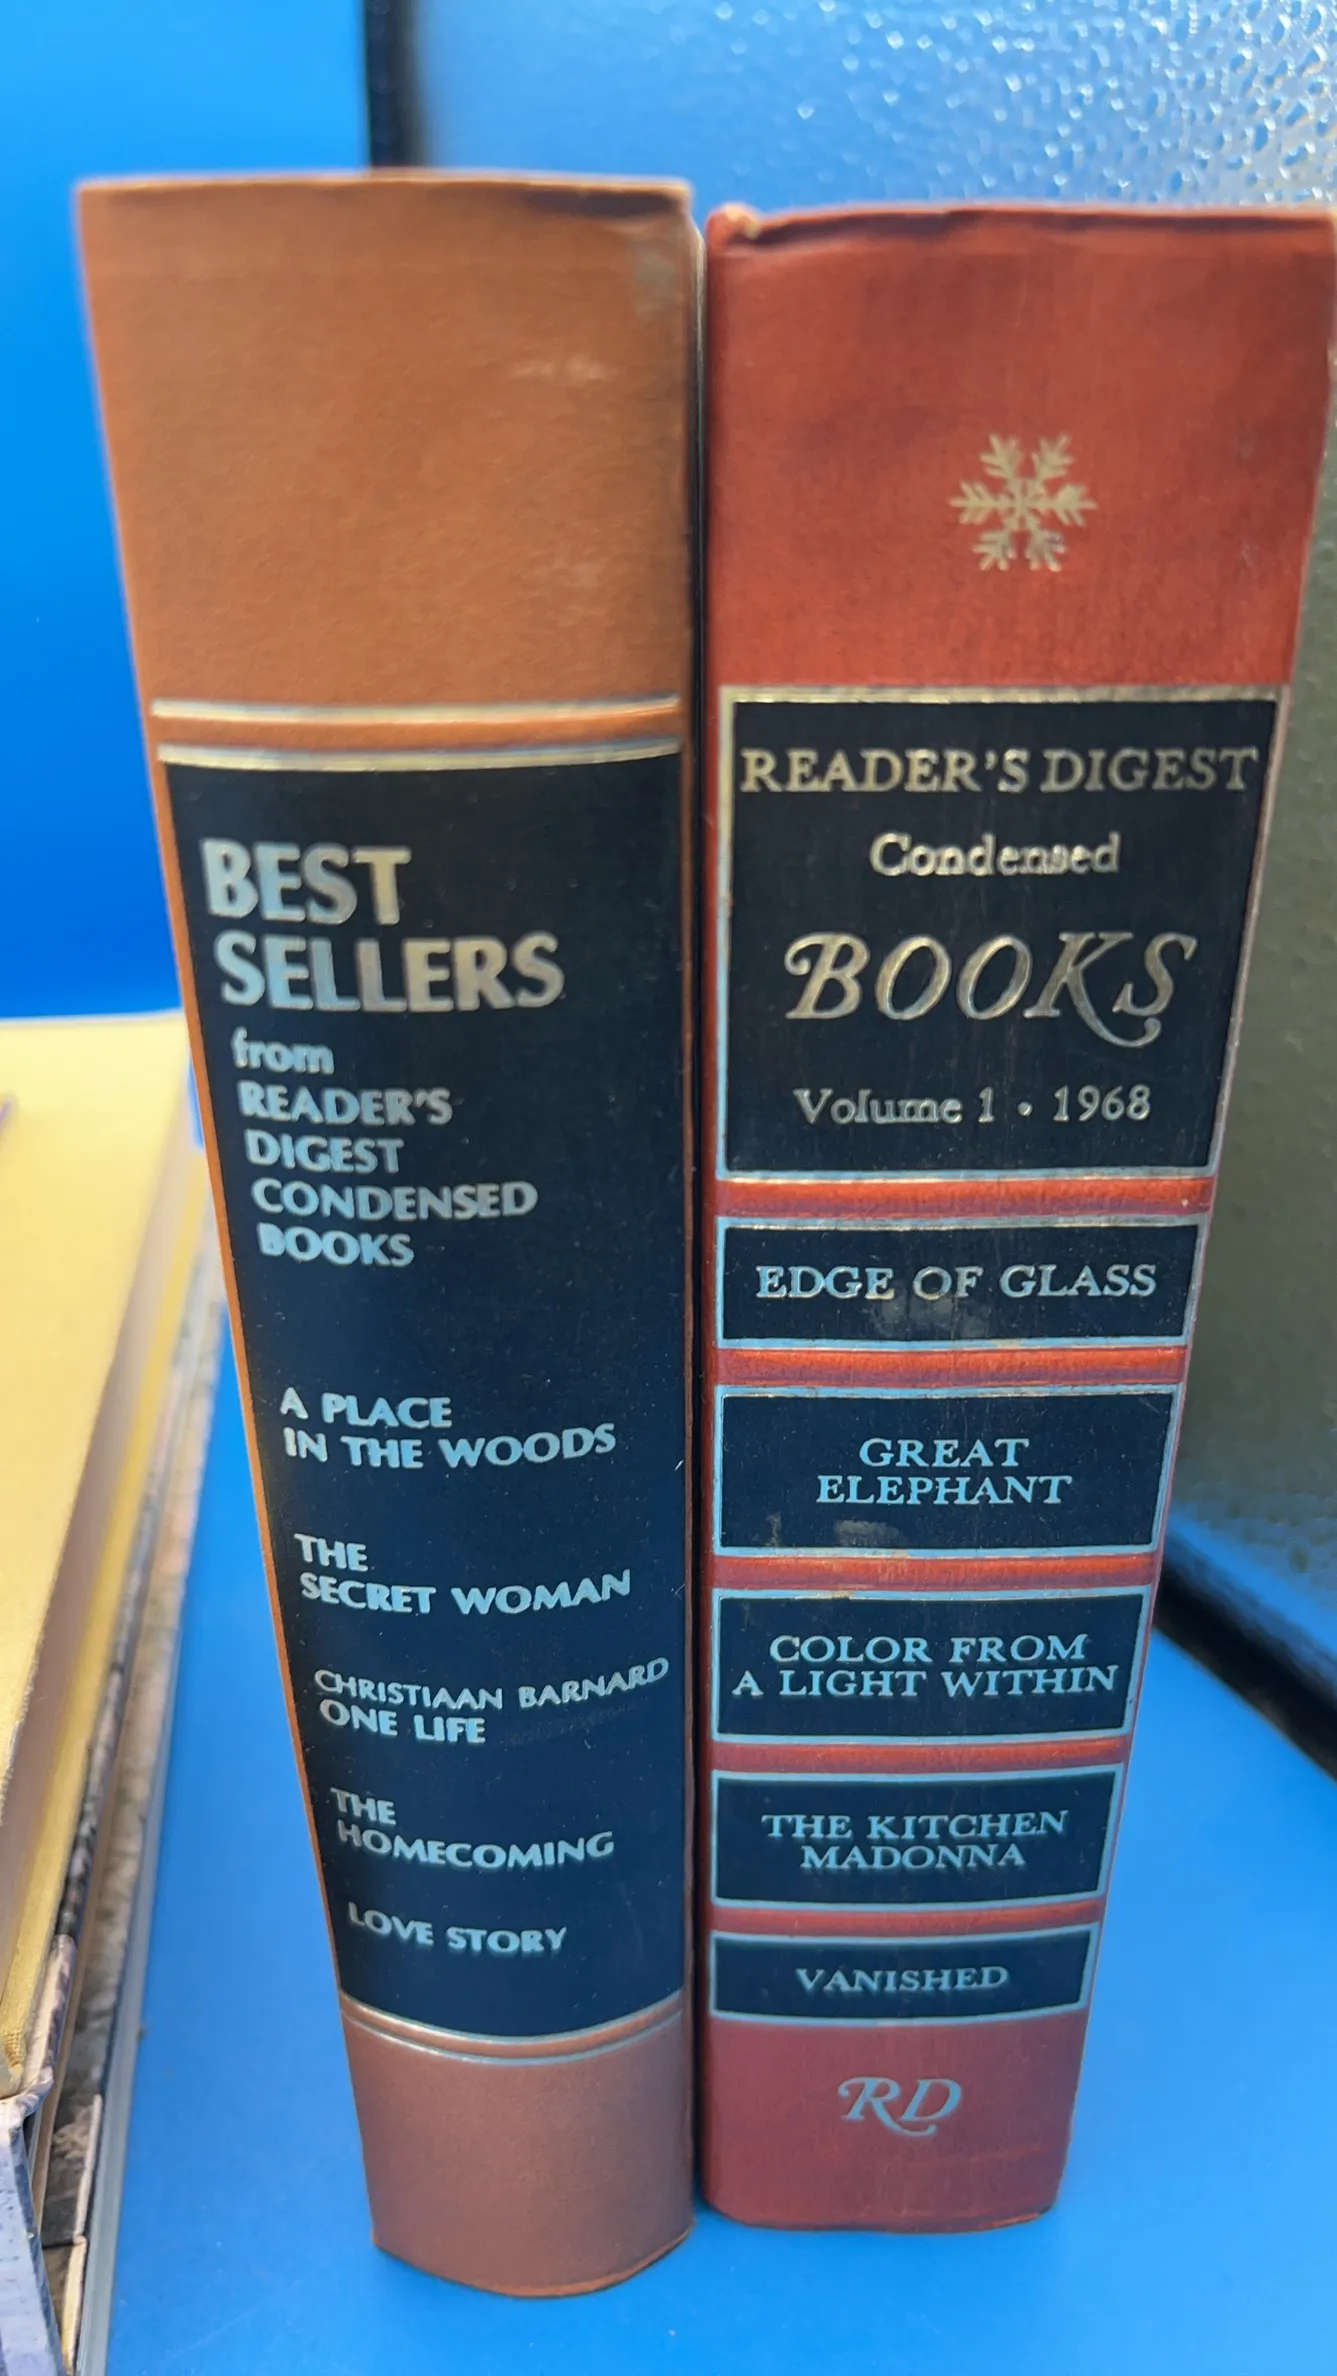 BEST
SELLERS
from
READER'S
DIGEST
CONDENSED
BOOKS
A PLACE
IN THE WOODS
THE
SECRET WOMAN
CHRISTIAAN BARNARD
ONE LIFE
THE
HOMECOMING
LOVE STORY
READER'S DIGEST
Condensed
BOOKS
Volume 1 • 1968
EDGE OF GLASS
GREAT
ELEPHANT
COLOR FROM
A LIGHT WITHIN
THE KITCHEN
MADONNA
VANISHED
RD